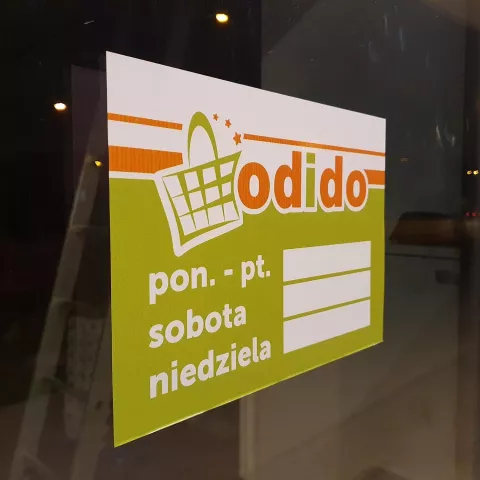 odido
pon. - pt.
sobota
niedziela